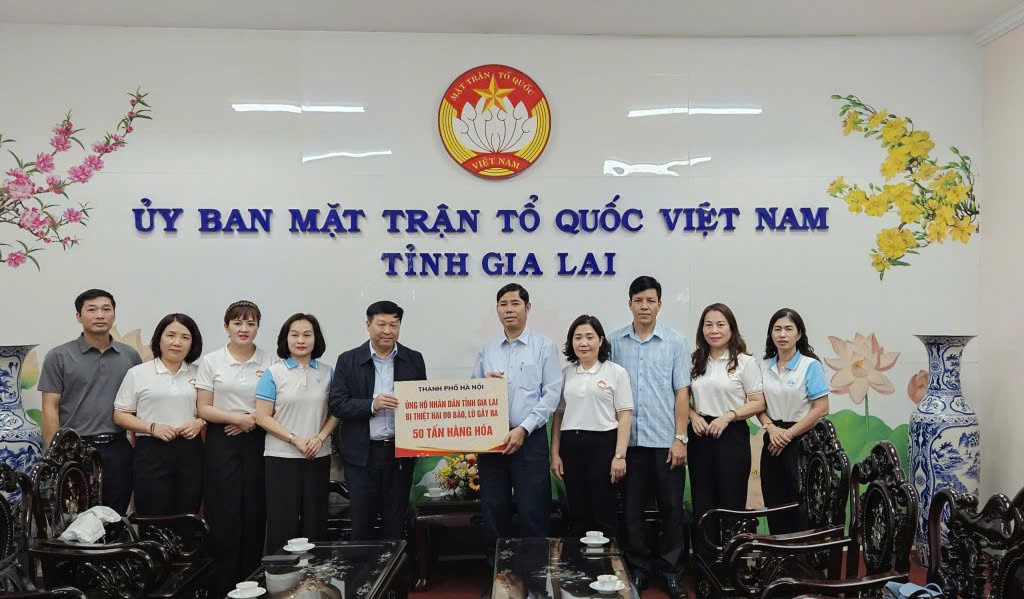 MẶT TRẬN TỔ QUỐC
VIỆT NAM
ỦY BAN MẶT TRẬN TỔ QUỐC VIỆT NAM
TỈNH GIA LAI
THÀNH PHỐ HÀ NỘI
ỦNG HỘ NHÂN DÂN TỈNH GIA LAI
BỊ THIỆT HẠI DO BÃO, LŨ GÂY RA
50 TẤN HÀNG HÓA